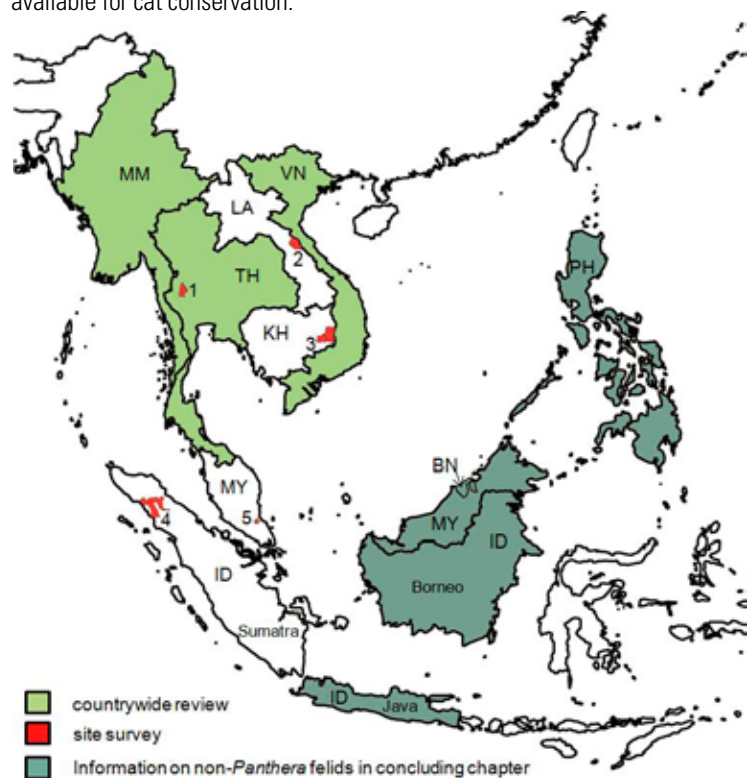 available for cat conservation.
MM
VN
LA
2
TH
1
PH
KH
3
BN
MY
MY
5
4
ID
ID
Borneo
Sumatra
ID
Java
countrywide review
site survey
Information on non-Panthera felids in concluding chapter